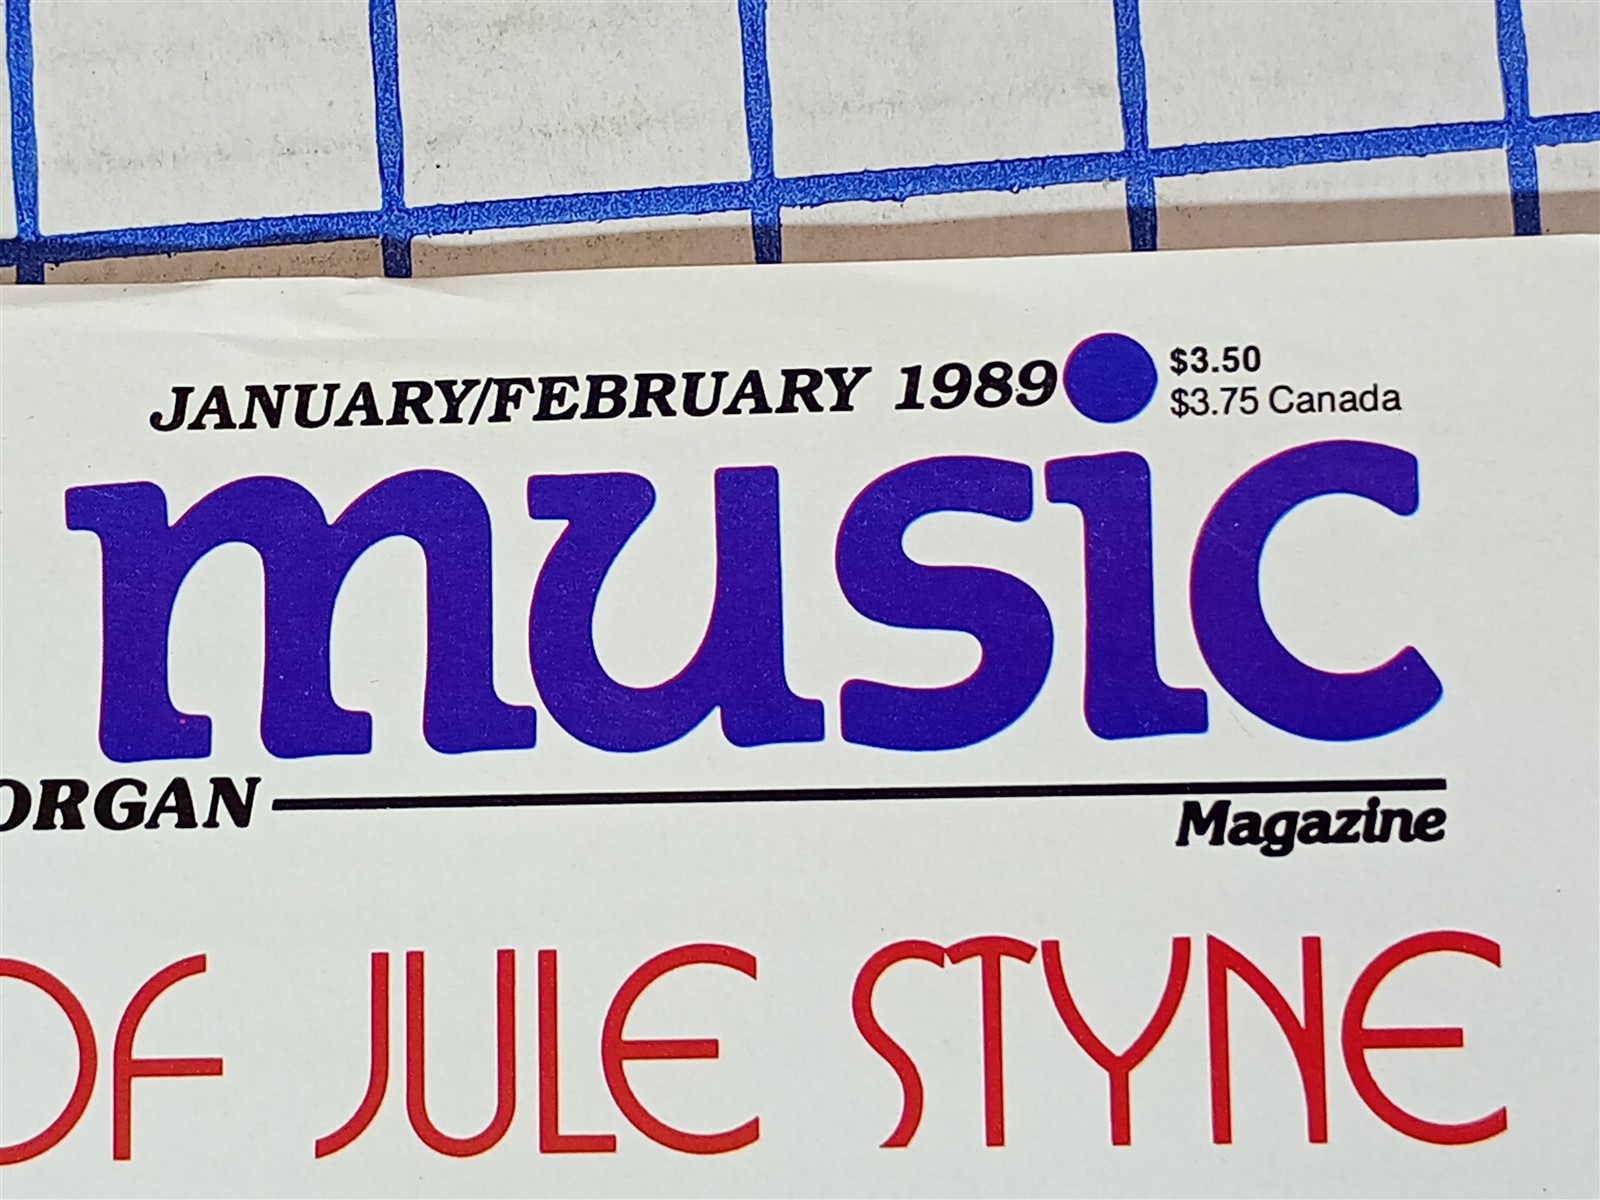 JANUARY/FEBRUARY 1989
$3.50
$3.75 Canada
music
ORGAN
Magazine
OF JULE STYNE